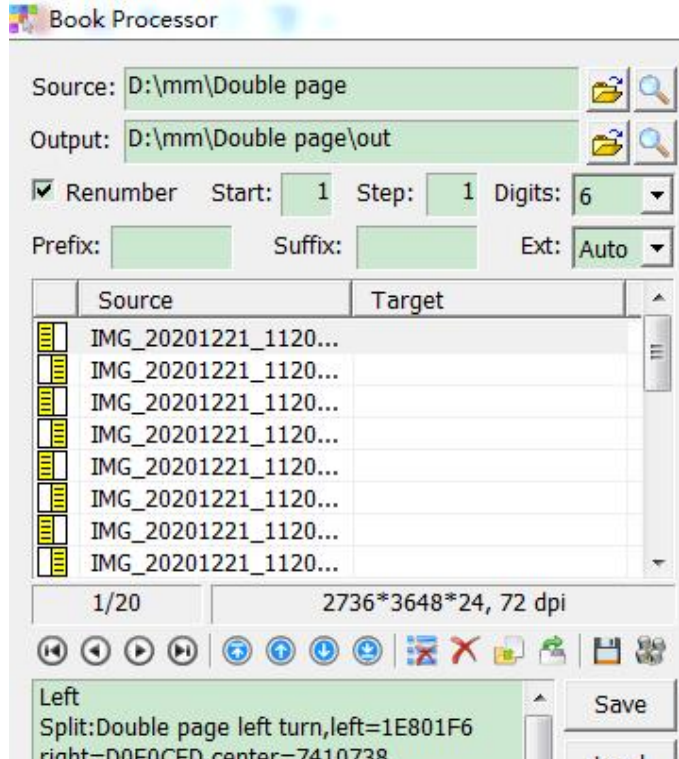 Book Processor
Source: D:\mm\Double page
Output: D:\mm\Double page\out
Renumber Start: 1 Step: 1 Digits: 6
Prefix: Suffix: Ext: Auto
Source Target
IMG_20201221_1120...
IMG_20201221_1120...
IMG_20201221_1120...
IMG_20201221_1120...
IMG_20201221_1120...
IMG_20201221_1120...
IMG_20201221_1120...
IMG_20201221_1120...
1/20 2736*3648*24, 72 dpi
Left
Save
Split:Double page left turn,left=1E801F6
center=7410738